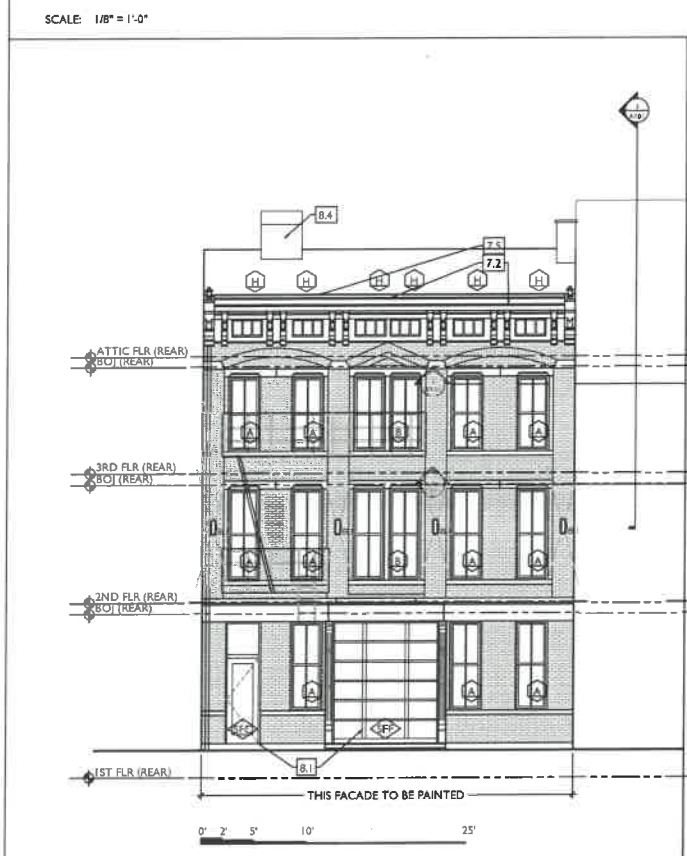 SCALE: 1/8" = 1'-0"
1
8.4
7.5
7.2
H H H H H H
ATTIC FLR (REAR)
BOJ (REAR)
A A B A A
3RD FLR (REAR)
BOJ (REAR)
A A B A A
2ND FLR (REAR)
BOJ (REAR)
A A A
8.1
1ST FLR (REAR)
THIS FACADE TO BE PAINTED
0' 2' 5' 10' 25'